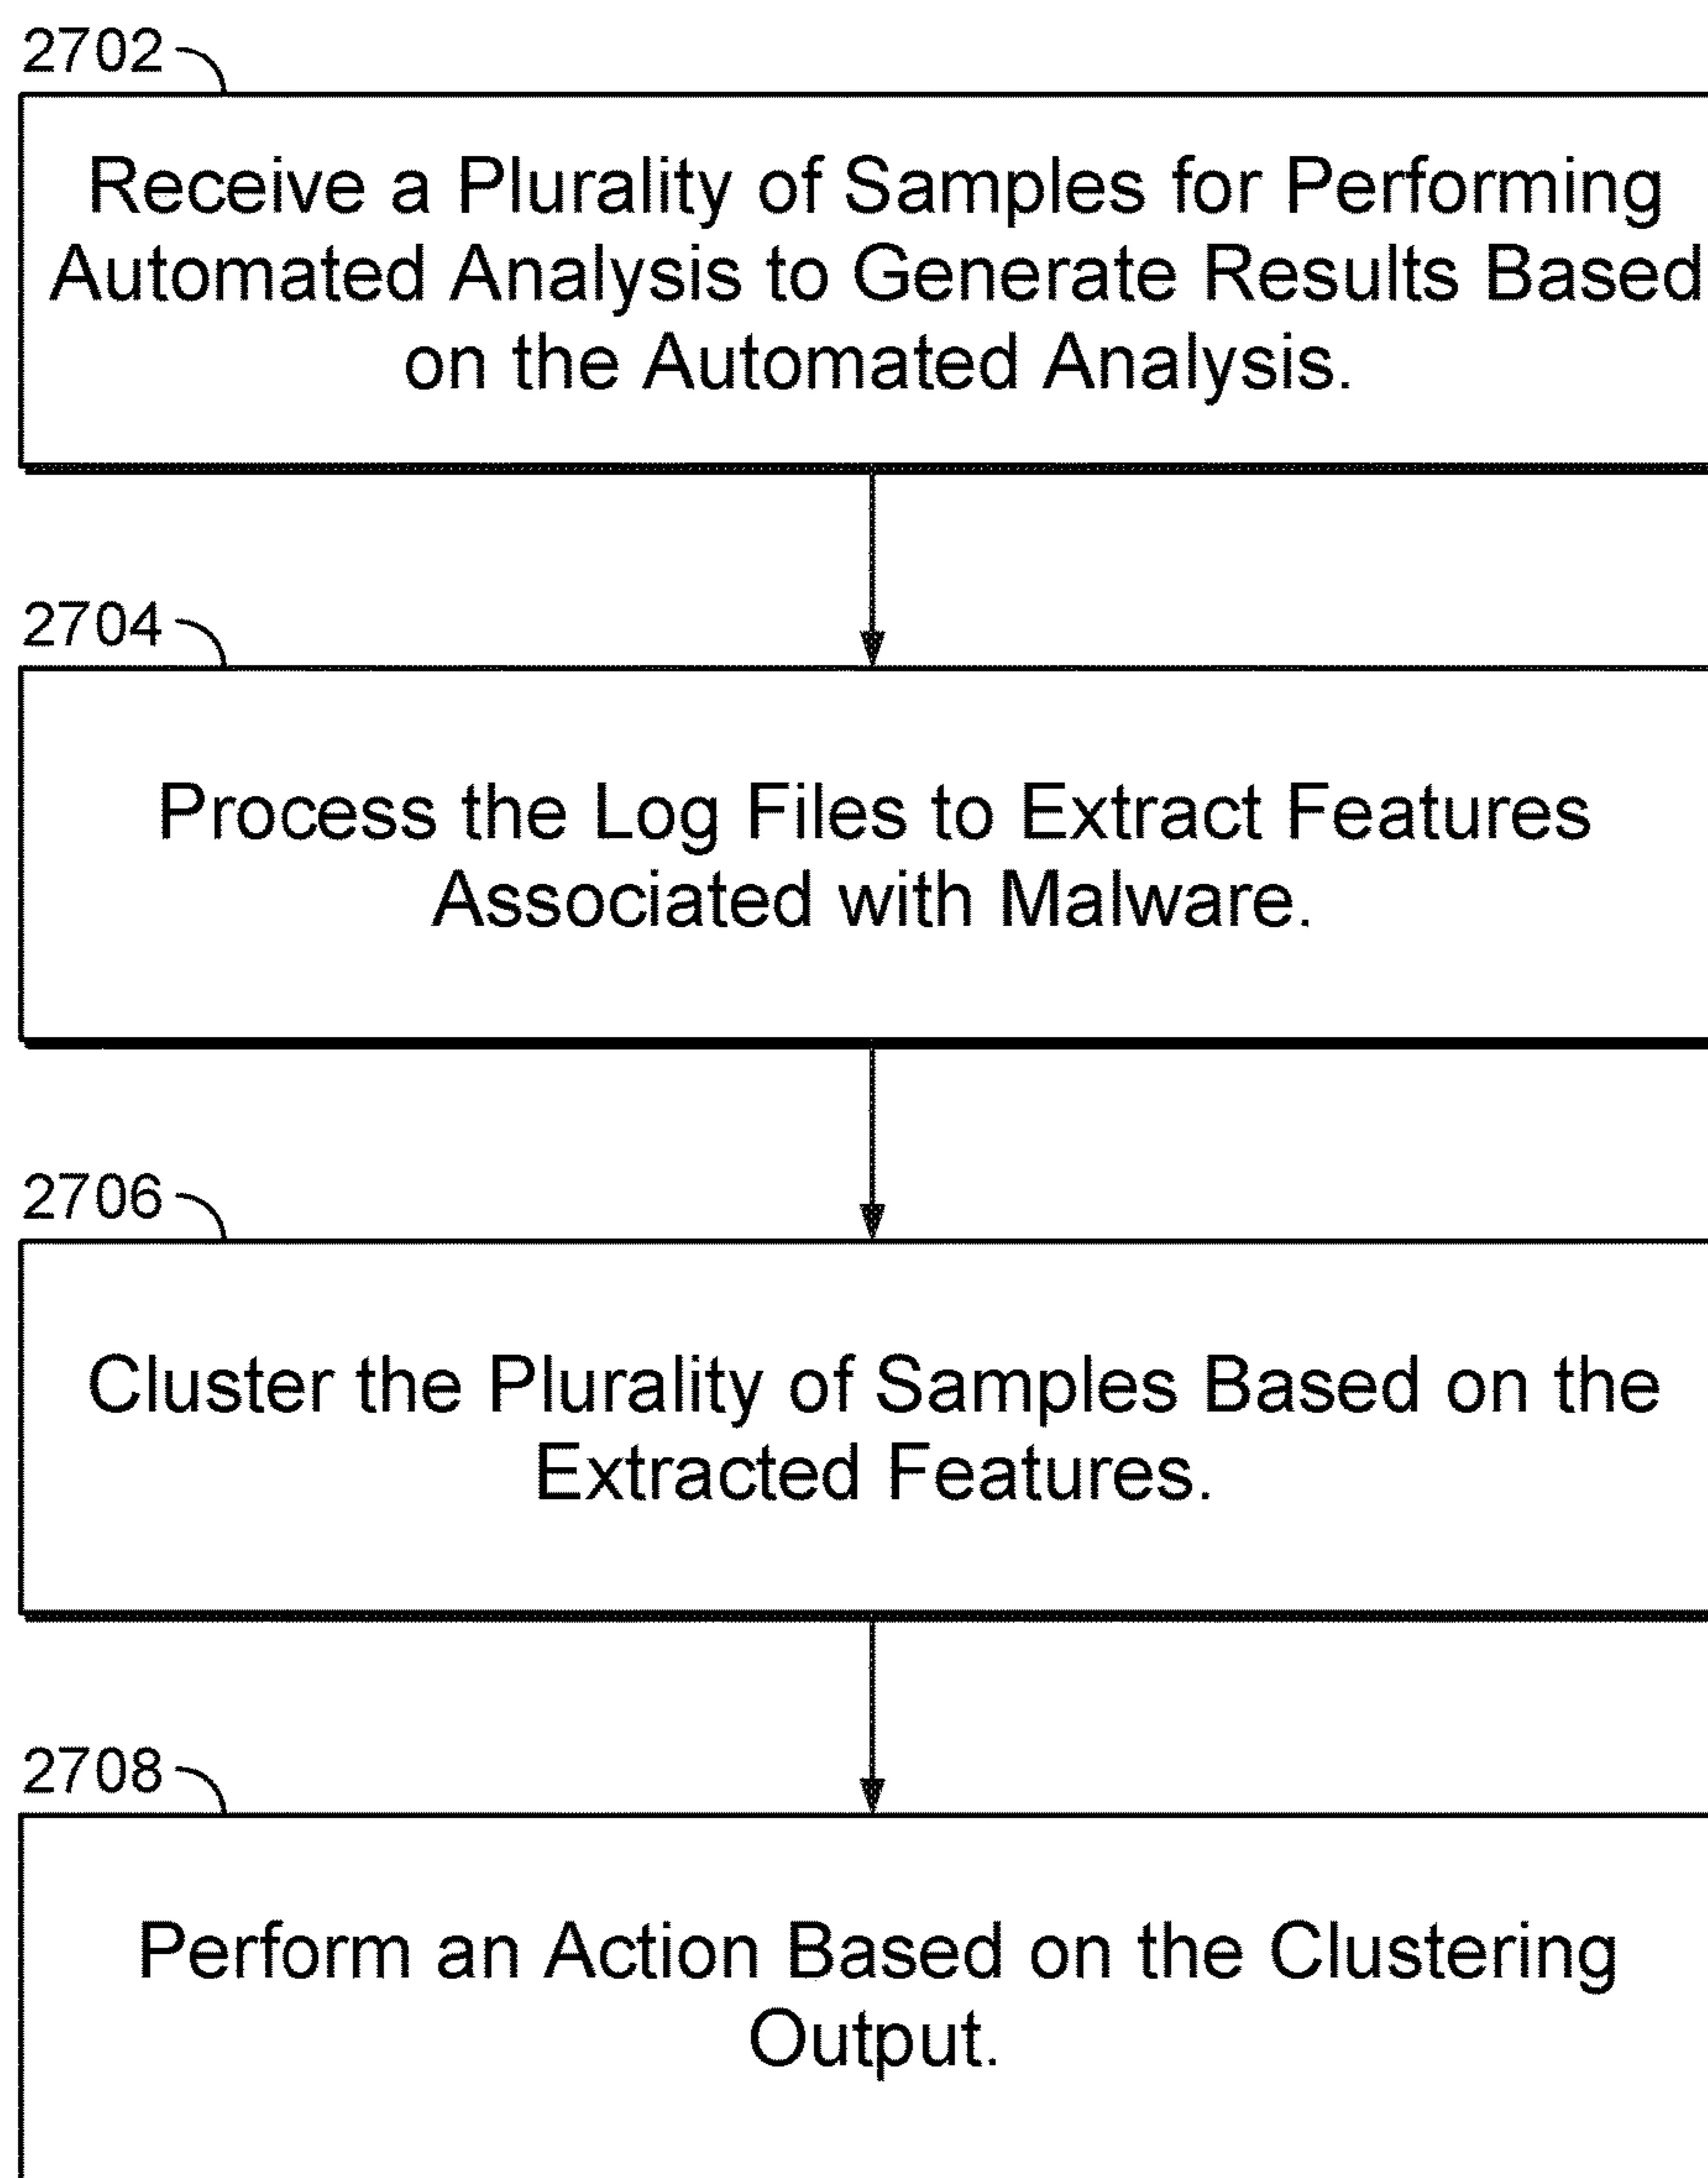 2702
Receive a Plurality of Samples for Performing
Automated Analysis to Generate Results Based
on the Automated Analysis.
2704
Process the Log Files to Extract Features
Associated with Malware.
2706
Cluster the Plurality of Samples Based on the
Extracted Features.
2708
Perform an Action Based on the Clustering
Output.